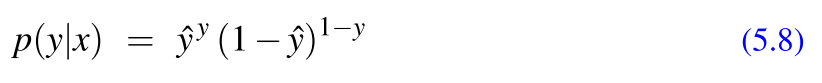 p(y|x) = ŷ^y (1 − ŷ)^{1−y} (5.8)